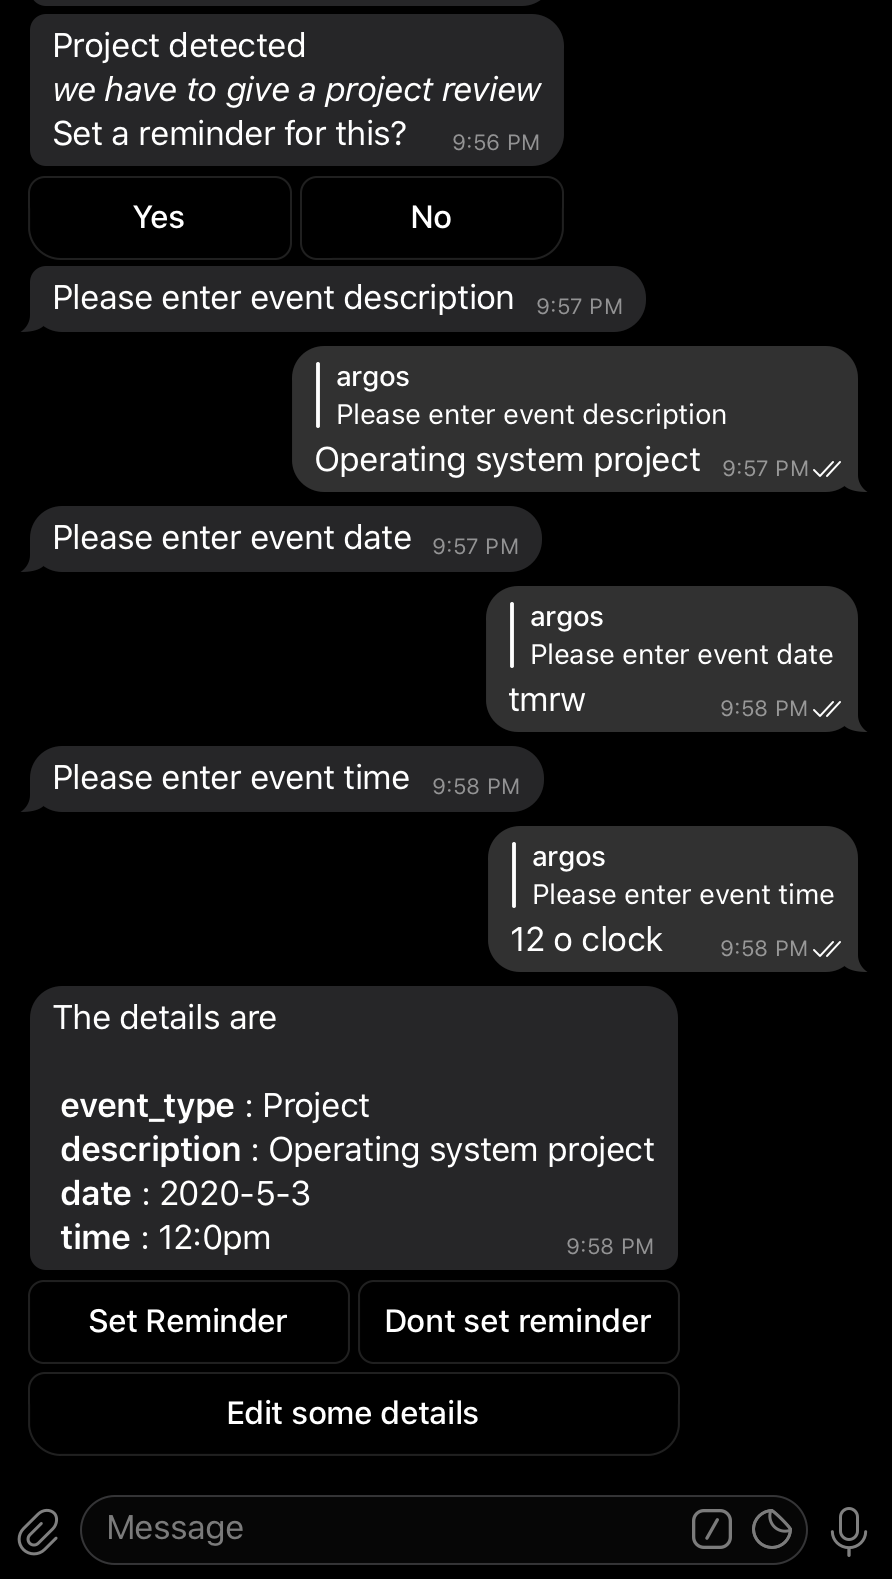 Project detected
we have to give a project review
Set a reminder for this? 9:56 PM
Yes No
Please enter event description 9:57 PM
argos
Please enter event description
Operating system project 9:57 PM
Please enter event date 9:57 PM
argos
Please enter event date
tmrw 9:58 PM
Please enter event time 9:58 PM
argos
Please enter event time
12 o clock 9:58 PM
The details are
event_type : Project
description : Operating system project
date : 2020-5-3
time : 12:0pm 9:58 PM
Set Reminder Dont set reminder
Edit some details
Message